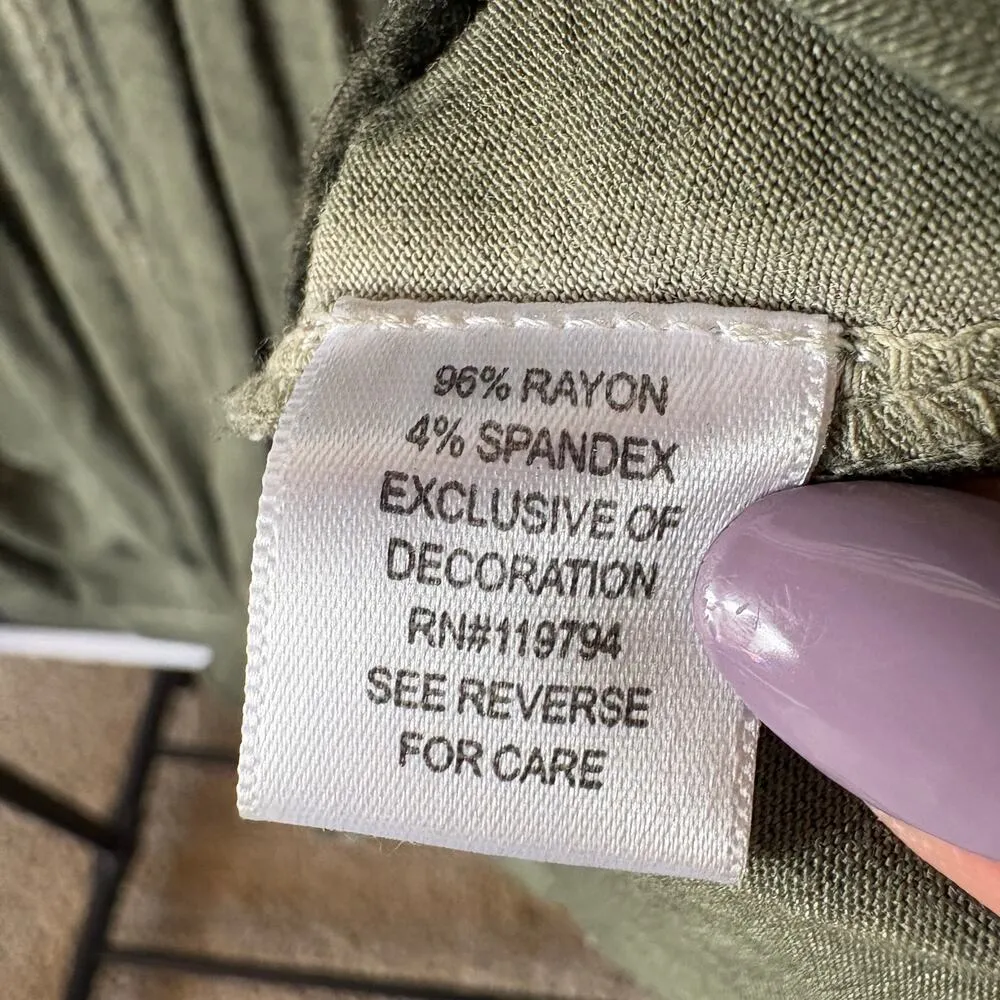 96% RAYON
4% SPANDEX
EXCLUSIVE OF
DECORATION
RN#119794
SEE REVERSE
FOR CARE